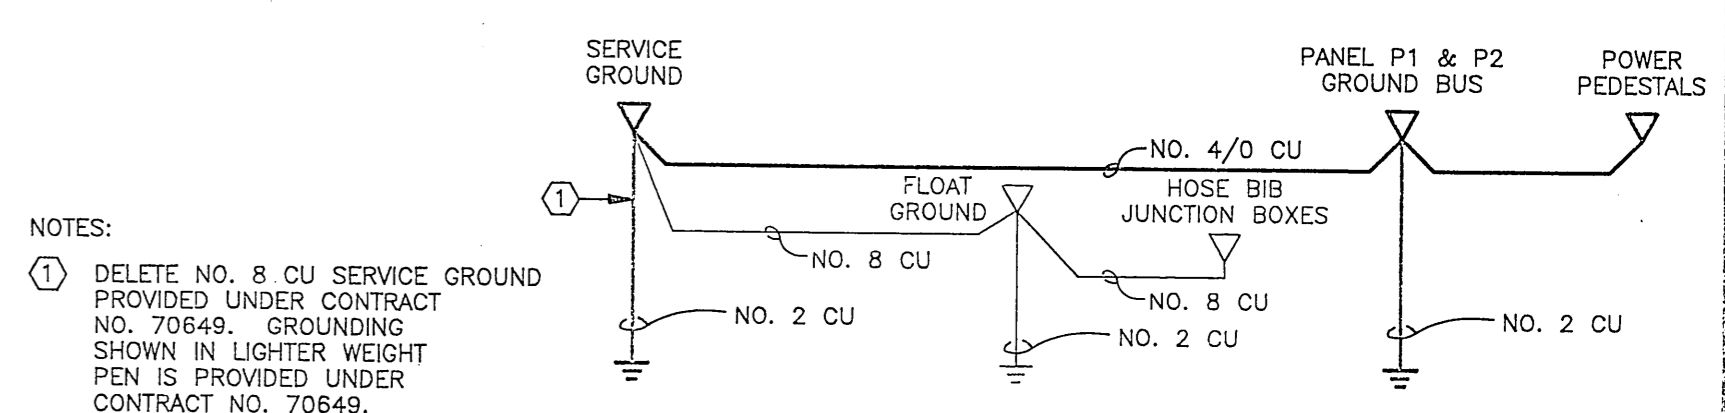 SERVICE
GROUND
PANEL P1 & P2
GROUND BUS
POWER
PEDESTALS
NO. 4/0 CU
1
FLOAT
GROUND
HOSE BIB
JUNCTION BOXES
NO. 8 CU
NO. 8 CU
NO. 2 CU
NO. 2 CU
NO. 2 CU
NOTES:
1 DELETE NO. 8 CU SERVICE GROUND
PROVIDED UNDER CONTRACT
NO. 70649. GROUNDING
SHOWN IN LIGHTER WEIGHT
PEN IS PROVIDED UNDER
CONTRACT NO. 70649.